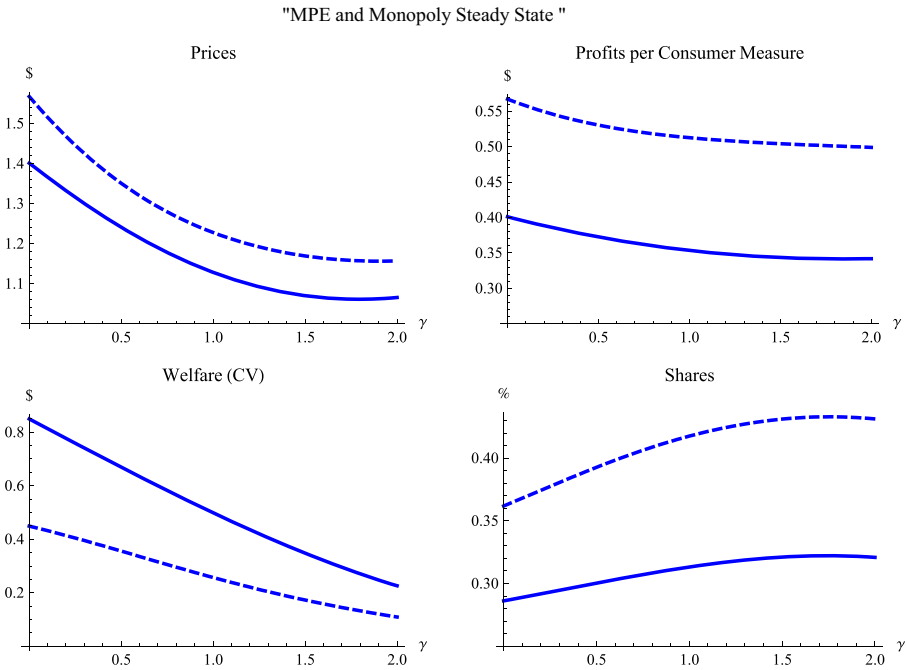 "MPE and Monopoly Steady State "
Prices
$
1.5
1.4
1.3
1.2
1.1
0.5 1.0 1.5 2.0 γ
Profits per Consumer Measure
$
0.55
0.50
0.45
0.40
0.35
0.30
0.5 1.0 1.5 2.0 γ
Welfare (CV)
$
0.8
0.6
0.4
0.2
0.5 1.0 1.5 2.0 γ
Shares
%
0.40
0.35
0.30
0.5 1.0 1.5 2.0 γ